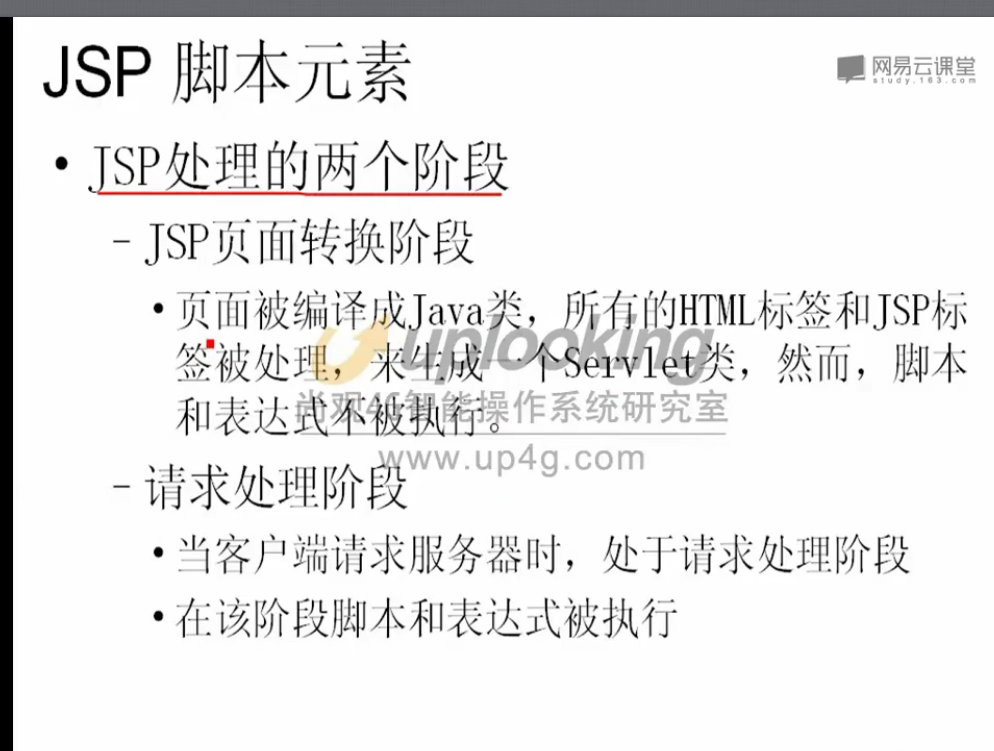 JSP 脚本元素
网易云课堂
study.163.com
• JSP处理的两个阶段
– JSP页面转换阶段
• 页面被编译成Java类，所有的HTML标签和JSP标
签被处理，来生成一个Servlet类，然而，脚本
和表达式不被执行。
uplooking
尚观4G智能操作系统研究室
www.up4g.com
– 请求处理阶段
• 当客户端请求服务器时，处于请求处理阶段
• 在该阶段脚本和表达式被执行